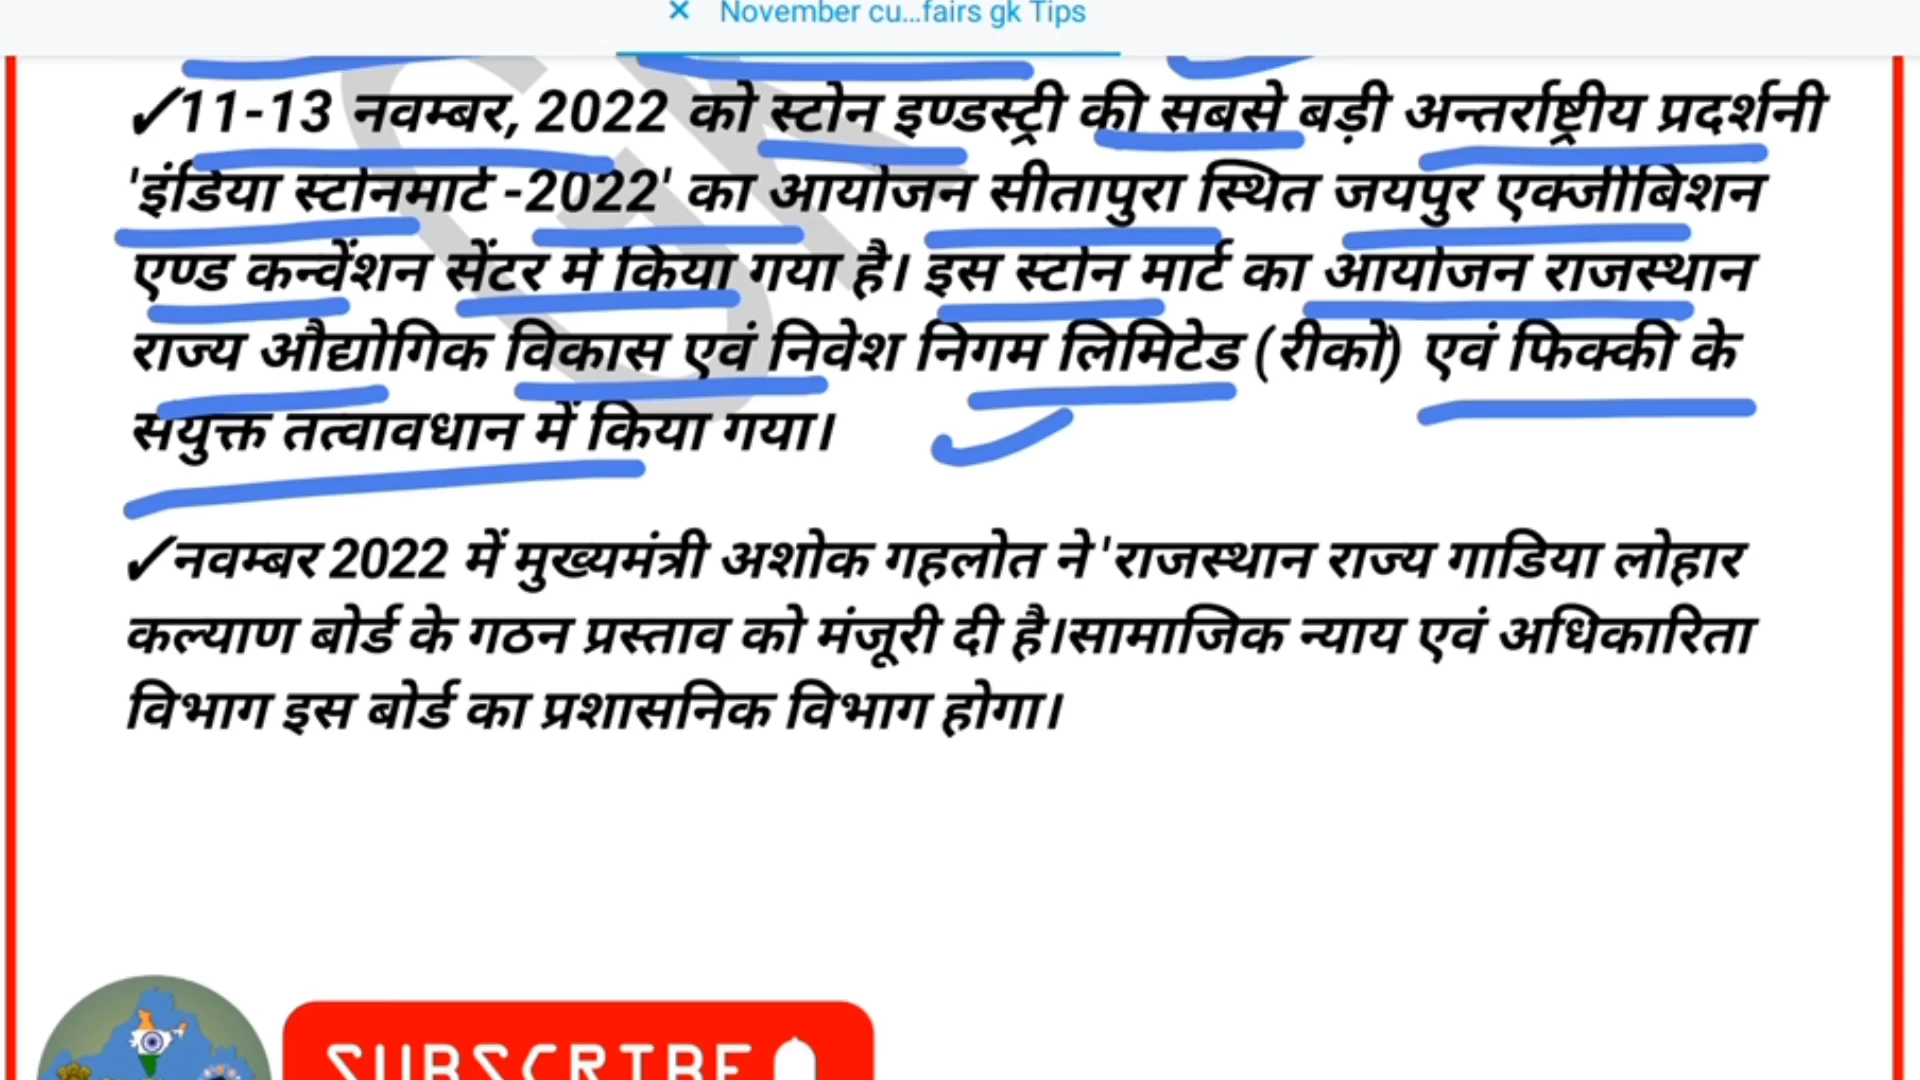 × November cu...fairs gk Tips
✓11-13 नवम्बर, 2022 को स्टोन इण्डस्ट्री की सबसे बड़ी अन्तर्राष्ट्रीय प्रदर्शनी
'इंडिया स्टोनमार्ट -2022' का आयोजन सीतापुरा स्थित जयपुर एक्जीबिशन
एण्ड कन्वेंशन सेंटर में किया गया है। इस स्टोन मार्ट का आयोजन राजस्थान
राज्य औद्योगिक विकास एवं निवेश निगम लिमिटेड (रीको) एवं फिक्की के
संयुक्त तत्वावधान में किया गया।
✓नवम्बर 2022 में मुख्यमंत्री अशोक गहलोत ने 'राजस्थान राज्य गाडिया लोहार
कल्याण बोर्ड के गठन प्रस्ताव को मंजूरी दी है।सामाजिक न्याय एवं अधिकारिता
विभाग इस बोर्ड का प्रशासनिक विभाग होगा।
SUBSCRIBE